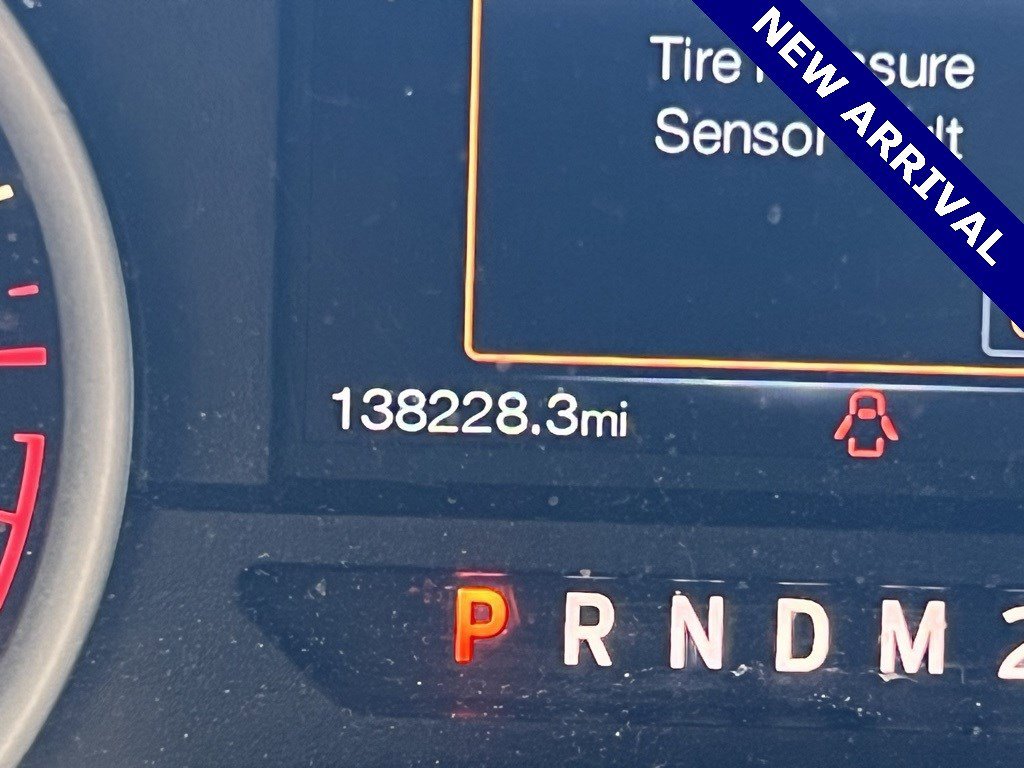 Tire
Sensor
NEW ARRIVAL
138228.3mi
P R N D M